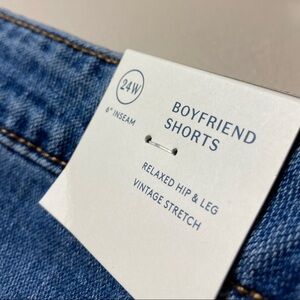 24W
6" INSEAM
BOYFRIEND
SHORTS
RELAXED HIP & LEG
VINTAGE STRETCH